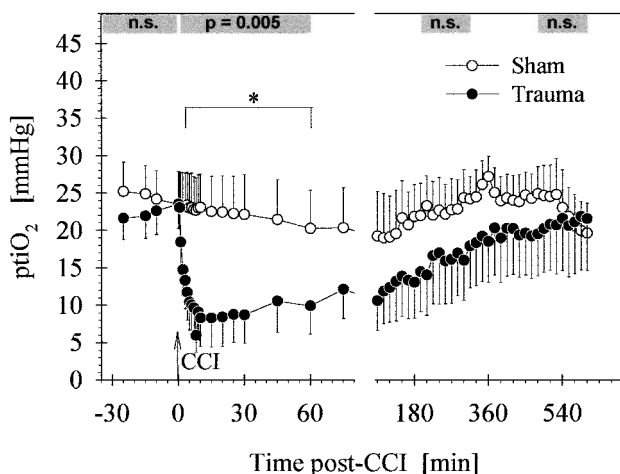 n.s. p = 0.005 n.s. n.s.
45
40
35
30
25
20
15
10
5
0
ptiO2 [mmHg]
Sham
Trauma
*
CCI
-30 0 30 60 180 360 540
Time post-CCI [min]